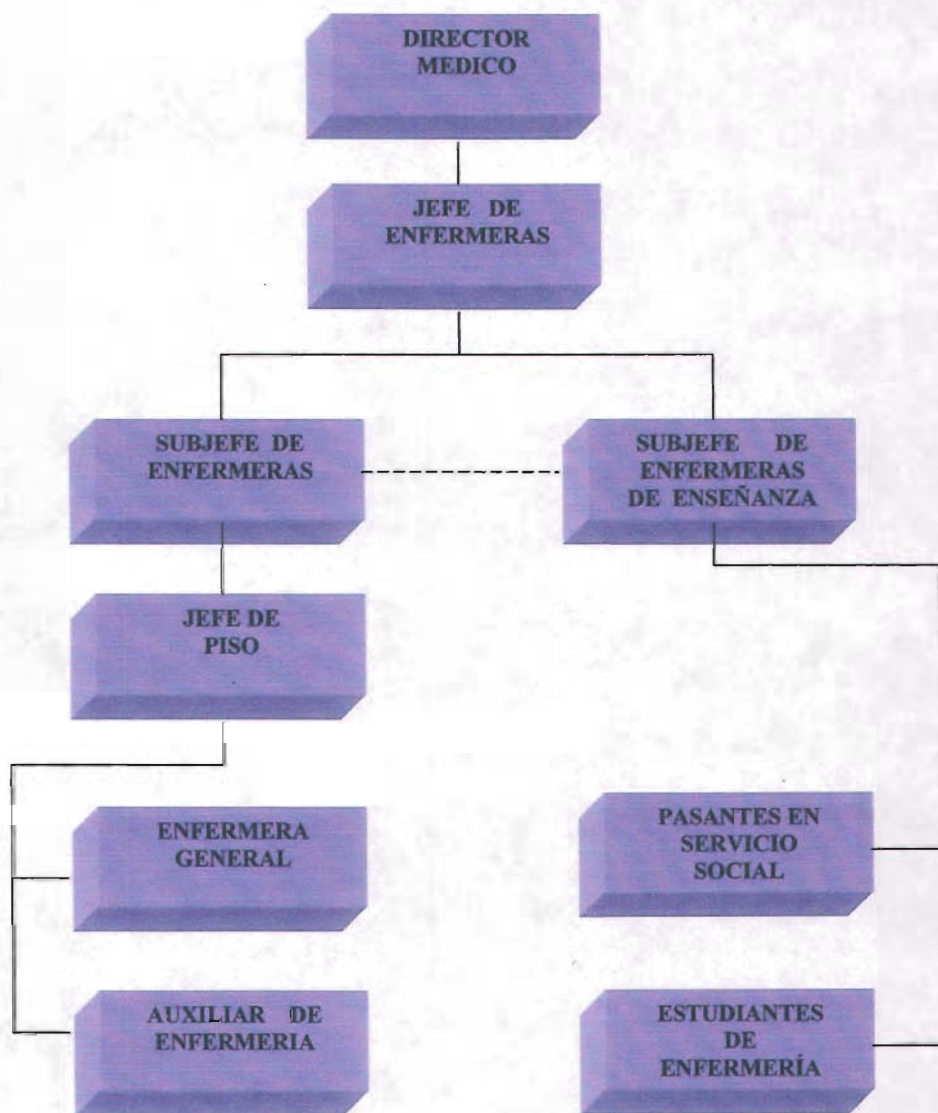 DIRECTOR
MEDICO
JEFE DE
ENFERMERAS
SUBJEFE DE
ENFERMERAS
SUBJEFE DE
ENFERMERAS
DE ENSEÑANZA
JEFE DE
PISO
ENFERMERA
GENERAL
PASANTES EN
SERVICIO
SOCIAL
AUXILIAR DE
ENFERMERIA
ESTUDIANTES
DE
ENFERMERÍA